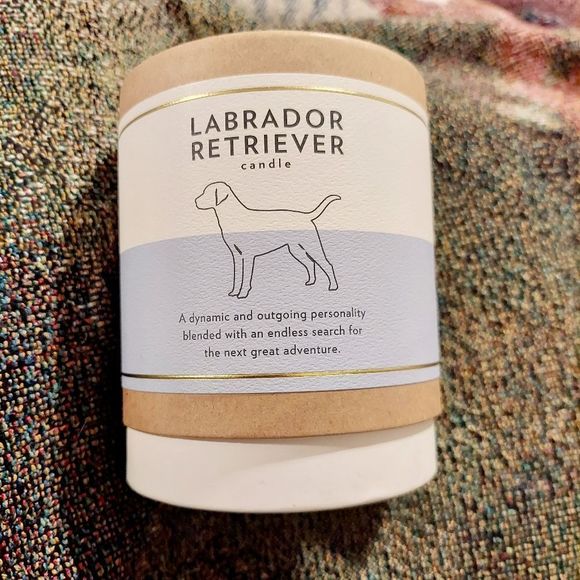 LABRADOR
RETRIEVER
candle
A dynamic and outgoing personality
blended with an endless search for
the next great adventure.